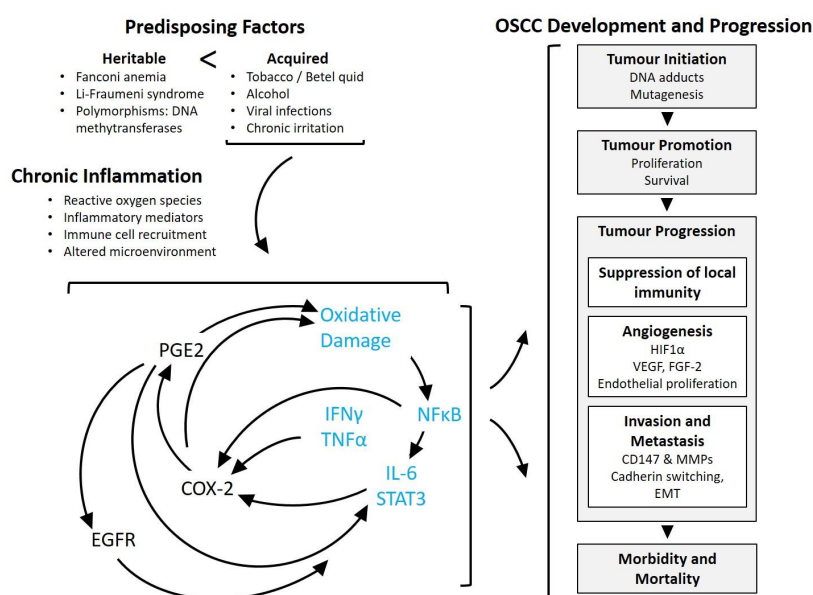 Predisposing Factors
Heritable
<
Acquired
• Fanconi anemia
• Li-Fraumeni syndrome
• Polymorphisms: DNA
methytransferases
• Tobacco / Betel quid
• Alcohol
• Viral infections
• Chronic irritation
Chronic Inflammation
• Reactive oxygen species
• Inflammatory mediators
• Immune cell recruitment
• Altered microenvironment
Oxidative
Damage
PGE2
IFNγ
TNFα
NFκB
IL-6
STAT3
COX-2
EGFR
OSCC Development and Progression
Tumour Initiation
DNA adducts
Mutagenesis
Tumour Promotion
Proliferation
Survival
Tumour Progression
Suppression of local
immunity
Angiogenesis
HIF1α
VEGF, FGF-2
Endothelial proliferation
Invasion and
Metastasis
CD147 & MMPs
Cadherin switching,
EMT
Morbidity and
Mortality